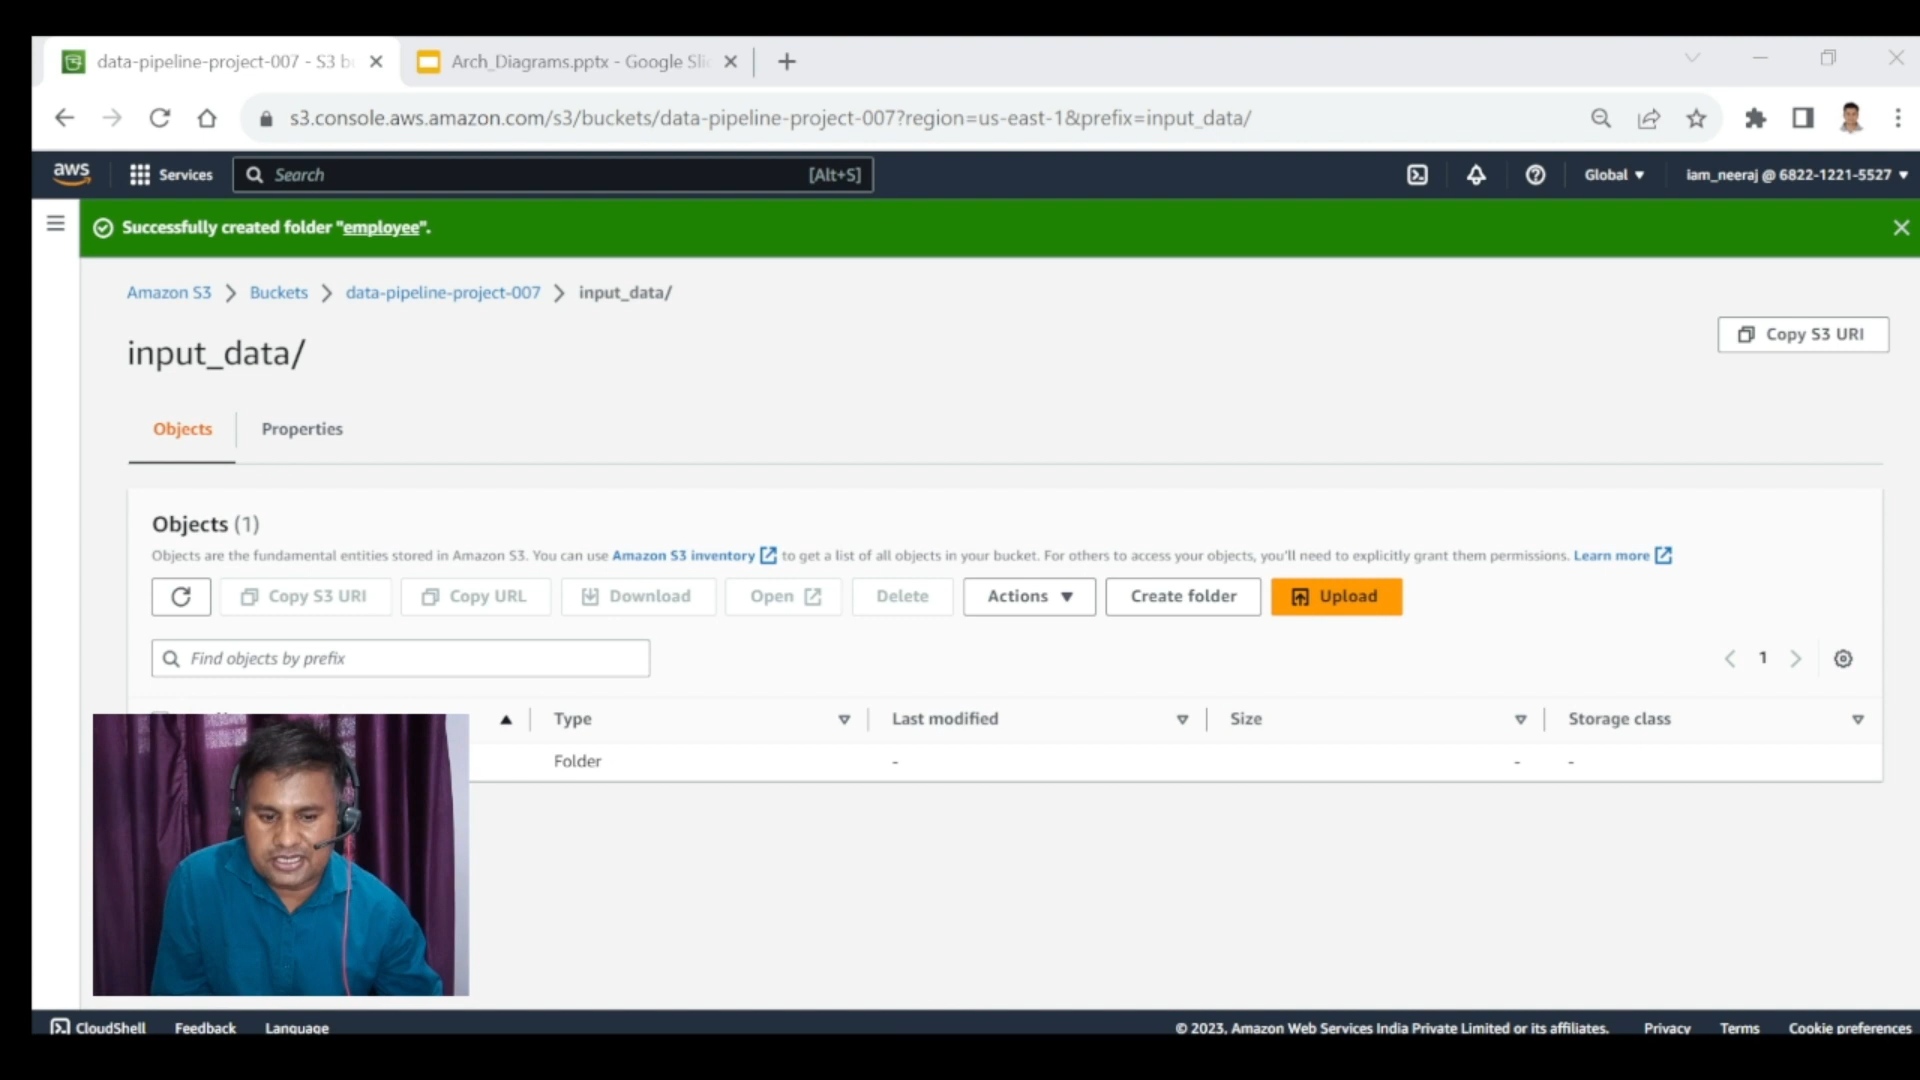 data-pipeline-project-007 - S3 b
Arch_Diagrams.pptx - Google Sli
s3.console.aws.amazon.com/s3/buckets/data-pipeline-project-007?region=us-east-1&prefix=input_data/
aws
Services
Search
[Alt+S]
Global ▼
iam_neeraj @ 6822-1221-5527 ▼
Successfully created folder "employee".
Amazon S3 > Buckets > data-pipeline-project-007 > input_data/
input_data/
Copy S3 URI
Objects
Properties
Objects (1)
Objects are the fundamental entities stored in Amazon S3. You can use Amazon S3 inventory to get a list of all objects in your bucket. For others to access your objects, you'll need to explicitly grant them permissions. Learn more
Copy S3 URI
Copy URL
Download
Open
Delete
Actions ▼
Create folder
Upload
Find objects by prefix
1
Type
Last modified
Size
Storage class
Folder
-
-
-
CloudShell
Feedback
Language
© 2023, Amazon Web Services India Private Limited or its affiliates.
Privacy
Terms
Cookie preferences